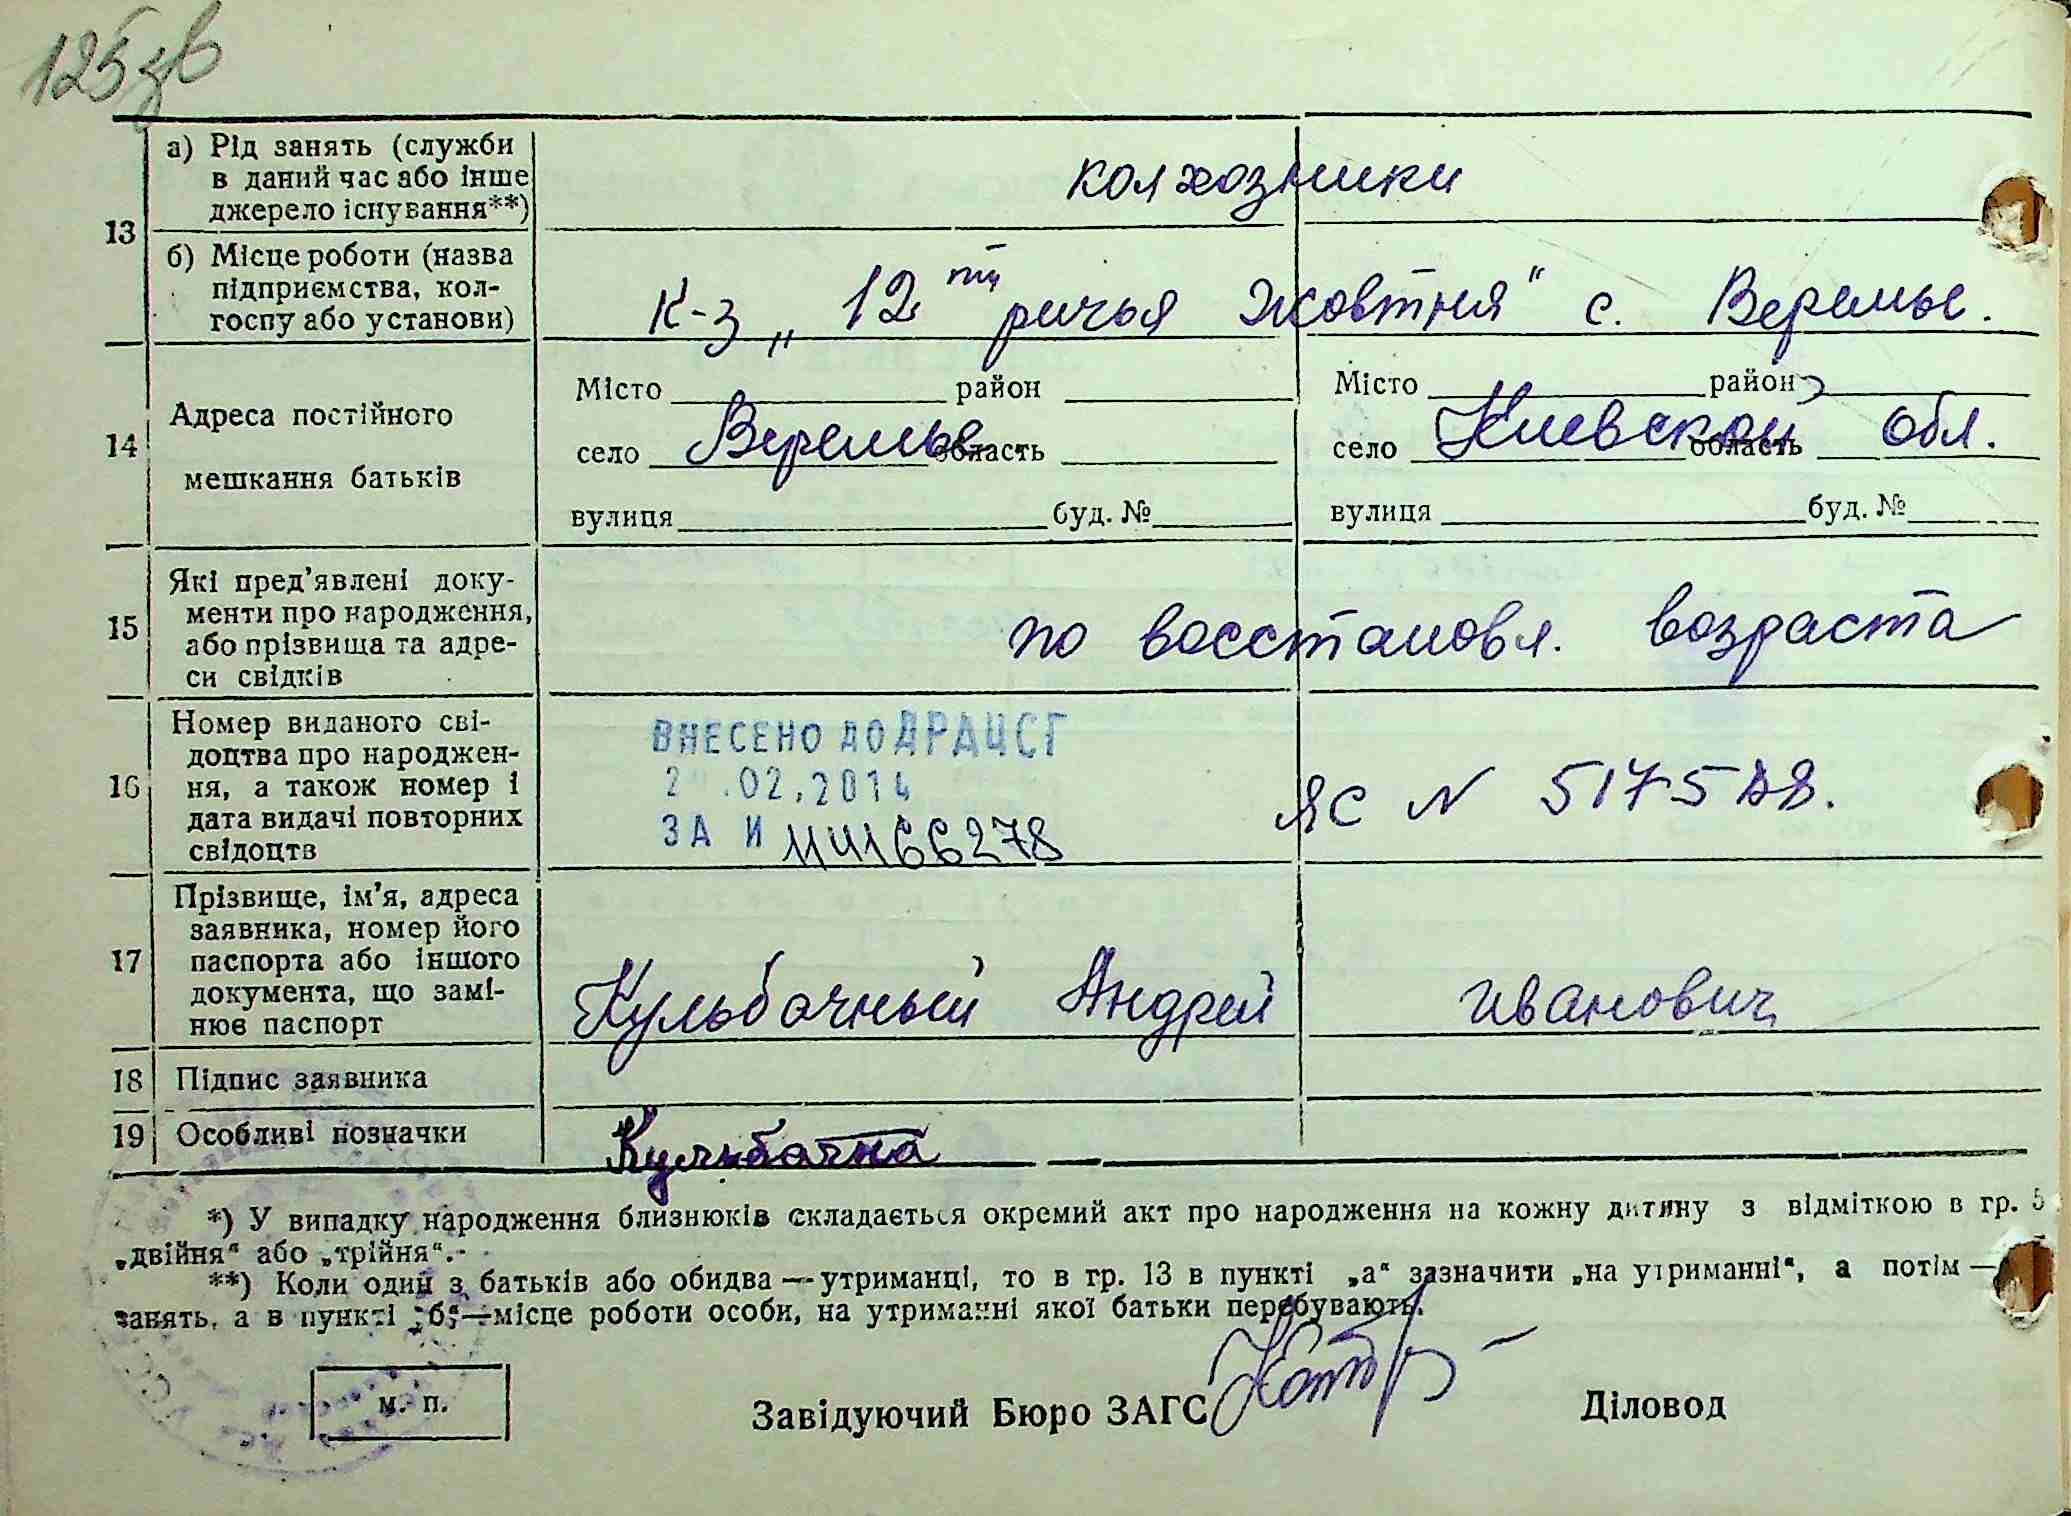 125 зв
13
а) Рід занять (служби
в даний час або інше
джерело існування**)
колхозники
б) Місце роботи (назва
підприємства, кол-
госпу або установи)
к-з „12 ти річья Жовтня“ с. Веремье.
14
Адреса постійного
мешкання батьків
Місто район
село Веремье область
вулиця буд. №
Місто район
село Киевской область обл.
вулиця буд. №
15
Які пред’явлені доку-
менти про народження,
або прізвища та адре-
си свідків
по восстановл. возраста
16
Номер виданого сві-
доцтва про народжен-
ня, а також номер і
дата видачі повторних
свідоцтв
ВНЕСЕНО ДО ДРАЦСГ
.02.2014
ЗА И
ЯС N
17
Прізвище, ім’я, адреса
заявника, номер його
паспорта або іншого
документа, що замі-
нює паспорт
Кульбачный Андрей Иванович
18 Підпис заявника
19 Особливі позначки
Кульбачна
*) У випадку народження близнюків складається окремий акт про народження на кожну дитину з відміткою в гр. 5
„двійня“ або „трійня“.
**) Коли один з батьків або обидва — утриманці, то в гр. 13 в пункті „а“ зазначити „на утриманні“, а потім —
занять, а в пункті „б“—місце роботи особи, на утриманні якої батьки перебувають.
м. п.
Завідуючий Бюро ЗАГС
Діловод